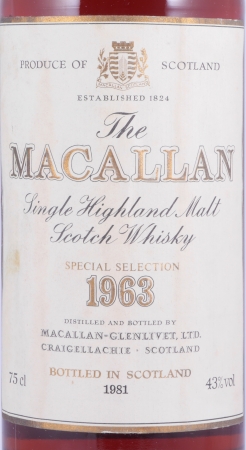 PRODUCE OF SCOTLAND
ESTABLISHED 1824
The
MACALLAN
Single Highland Malt
Scotch Whisky
SPECIAL SELECTION
1963
DISTILLED AND BOTTLED BY
MACALLAN-GLENLIVET, LTD.
CRAIGELLACHIE · SCOTLAND
75 cl BOTTLED IN SCOTLAND 43% vol
1981